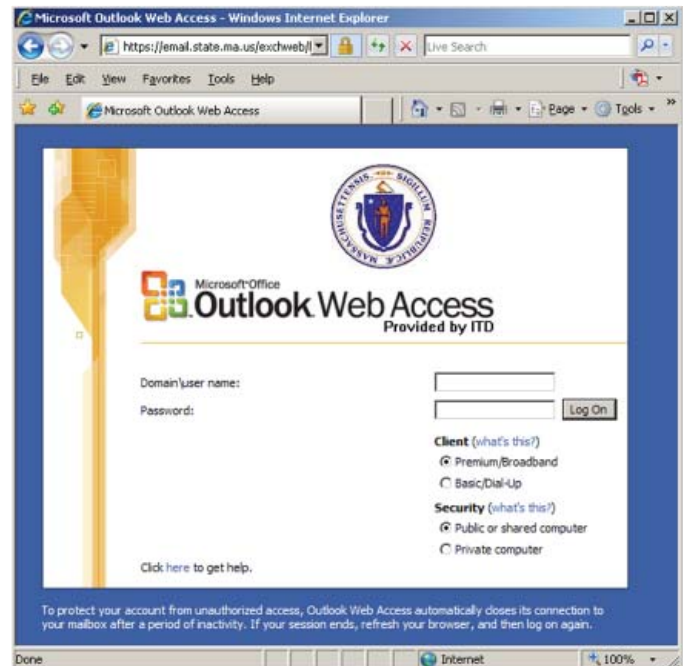 Microsoft Outlook Web Access - Windows Internet Explorer
https://email.state.ma.us/exchweb/
Live Search
File Edit View Favorites Tools Help
Microsoft Outlook Web Access
Page Tools »
SIGILLUM REIPUBLICÆ MASSACHUSETTENSIS
Microsoft Office
Outlook Web Access
Provided by ITD
Domain\user name:
Password:
Log On
Client (what's this?)
Premium/Broadband
Basic/Dial-Up
Security (what's this?)
Public or shared computer
Private computer
Click here to get help.
To protect your account from unauthorized access, Outlook Web Access automatically closes its connection to
your mailbox after a period of inactivity. If your session ends, refresh your browser, and then log on again.
Done
Internet
100%